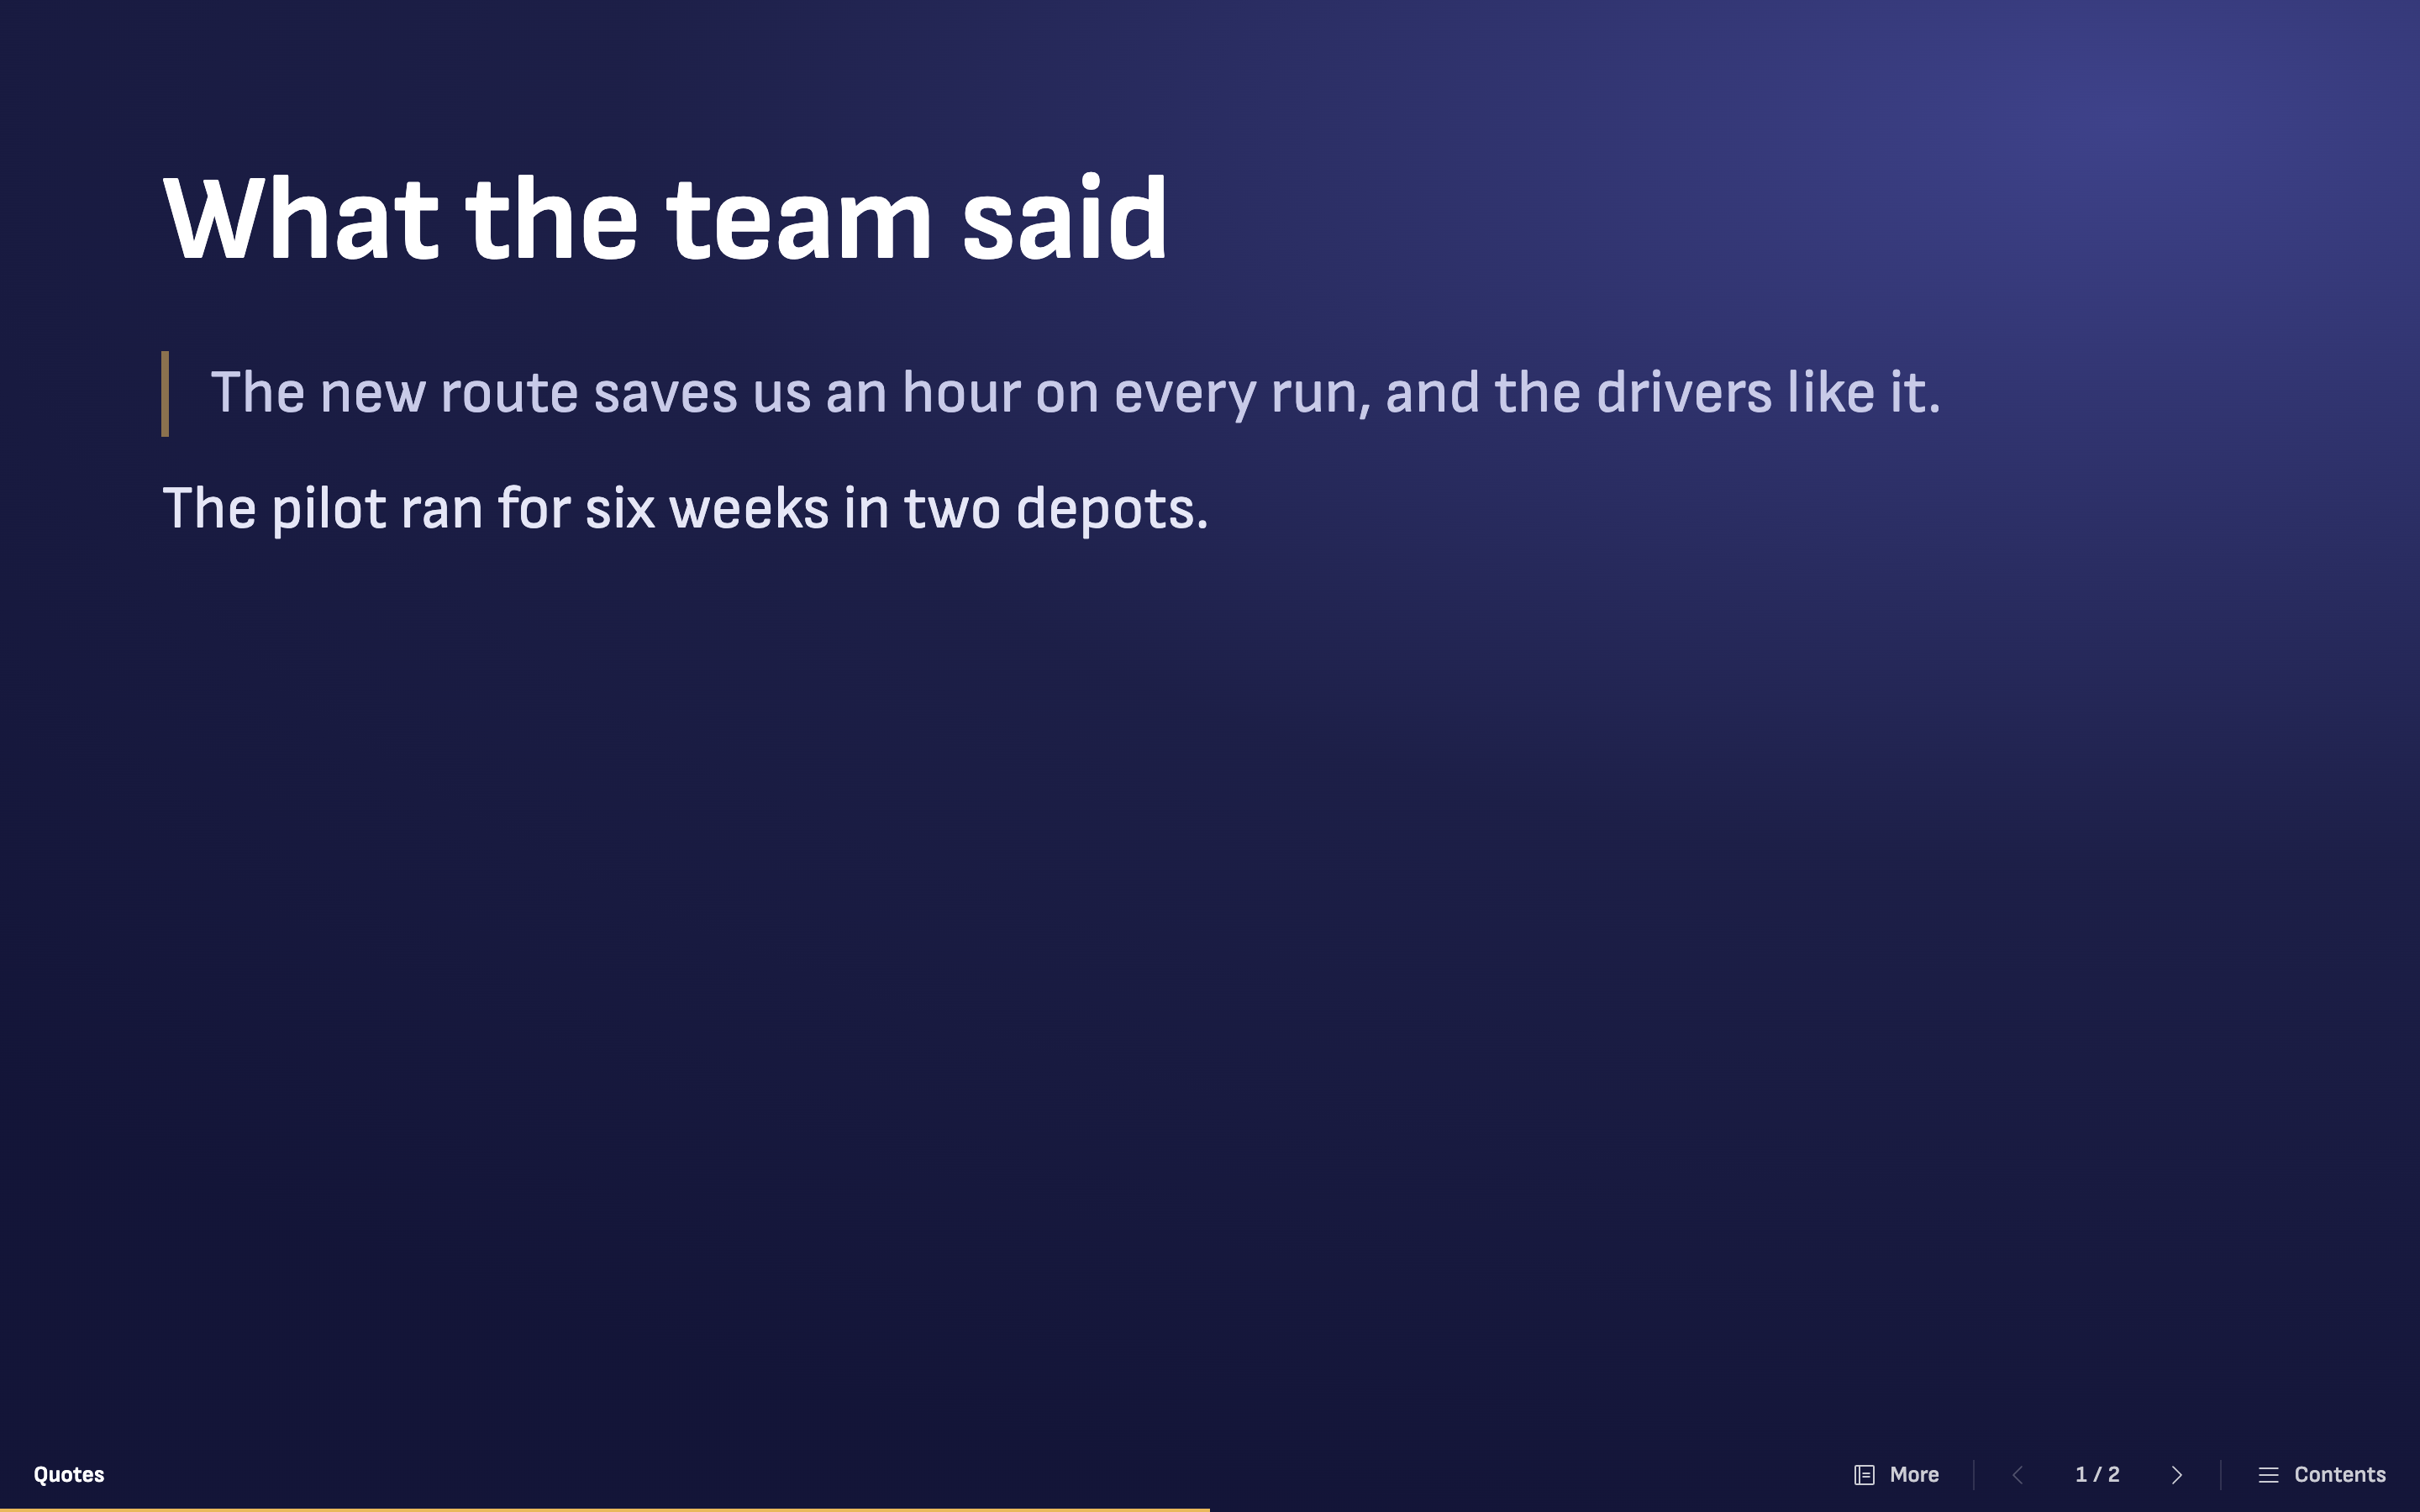 What the team said
The new route saves us an hour on every run, and the drivers like it.
The pilot ran for six weeks in two depots.
Quotes
More
1 / 2
Contents